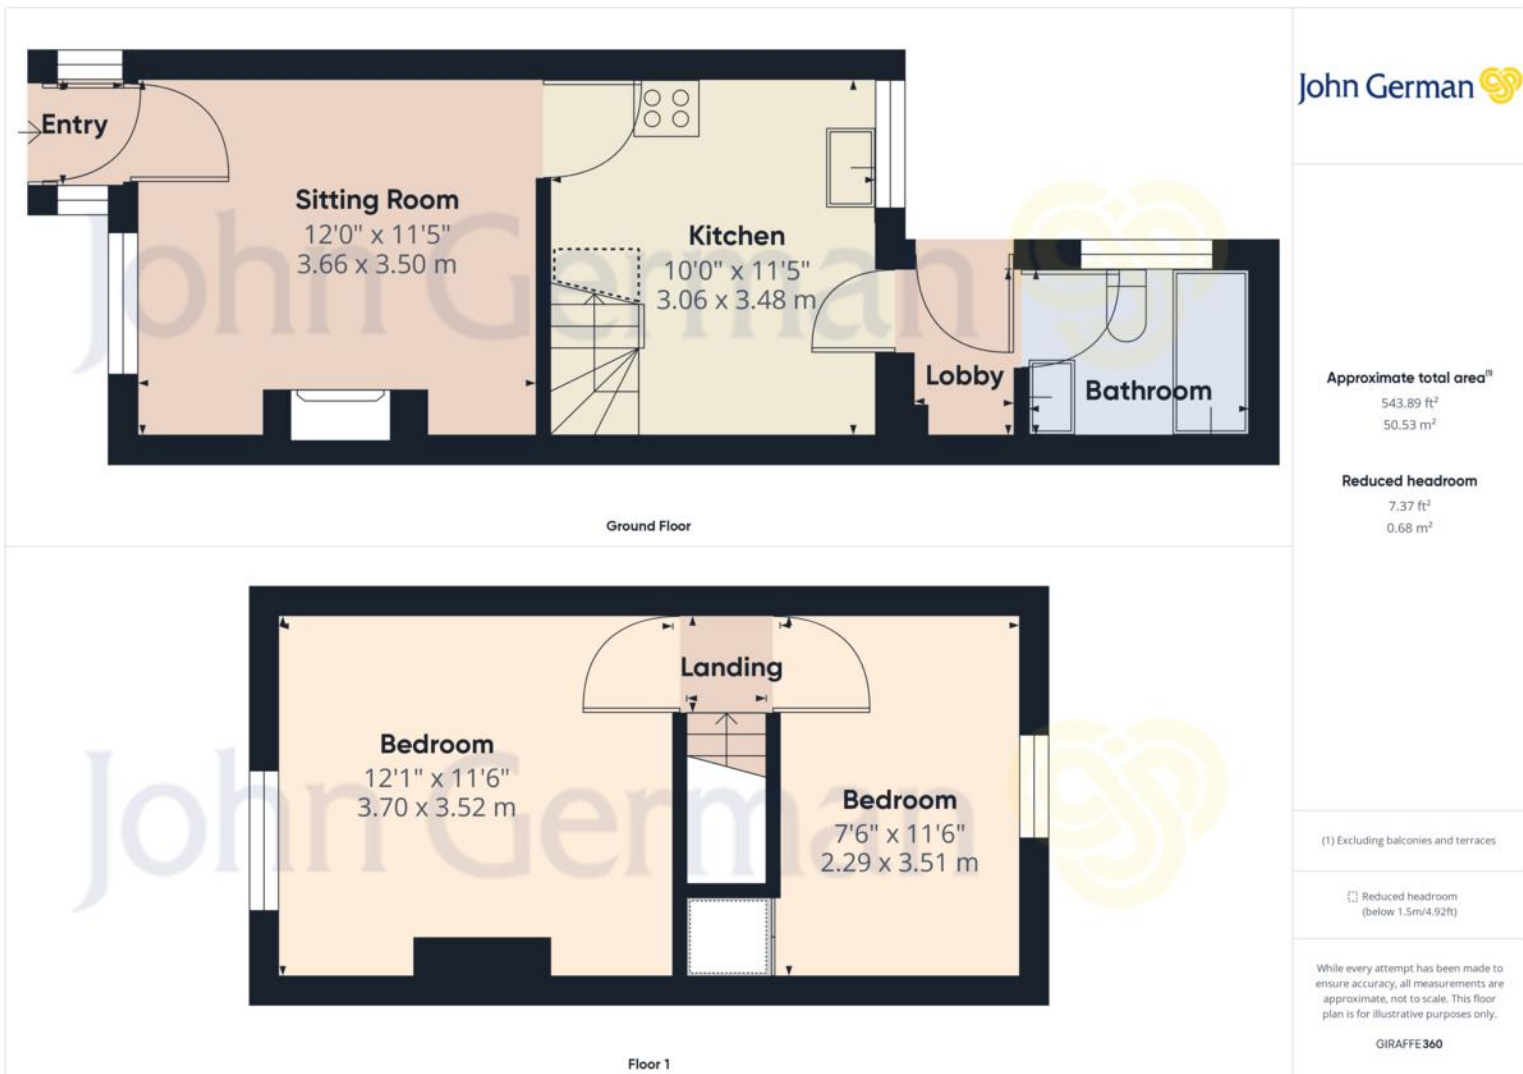 John German
Entry
Sitting Room
12'0" x 11'5"
3.66 x 3.50 m
Kitchen
10'0" x 11'5"
3.06 x 3.48 m
Lobby
Bathroom
John German
Ground Floor
Landing
Bedroom
12'1" x 11'6"
3.70 x 3.52 m
Bedroom
7'6" x 11'6"
2.29 x 3.51 m
John German
Floor 1
Approximate total area⁽¹⁾
543.89 ft²
50.53 m²
Reduced headroom
7.37 ft²
0.68 m²
(1) Excluding balconies and terraces
Reduced headroom
(below 1.5m/4.92ft)
While every attempt has been made to
ensure accuracy, all measurements are
approximate, not to scale. This floor
plan is for illustrative purposes only.
GIRAFFE360